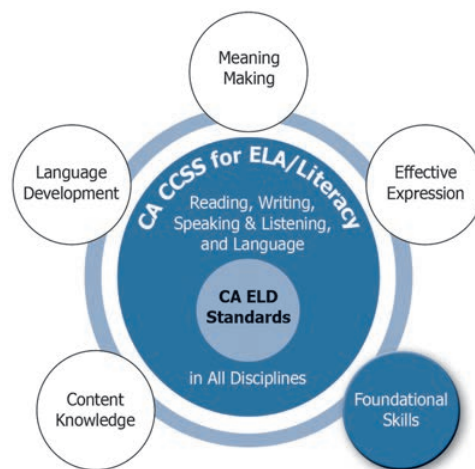 Meaning
Making
Language
Development
Effective
Expression
CA CCSS for ELA/Literacy
Reading, Writing,
Speaking & Listening,
and Language
CA ELD
Standards
in All Disciplines
Content
Knowledge
Foundational
Skills